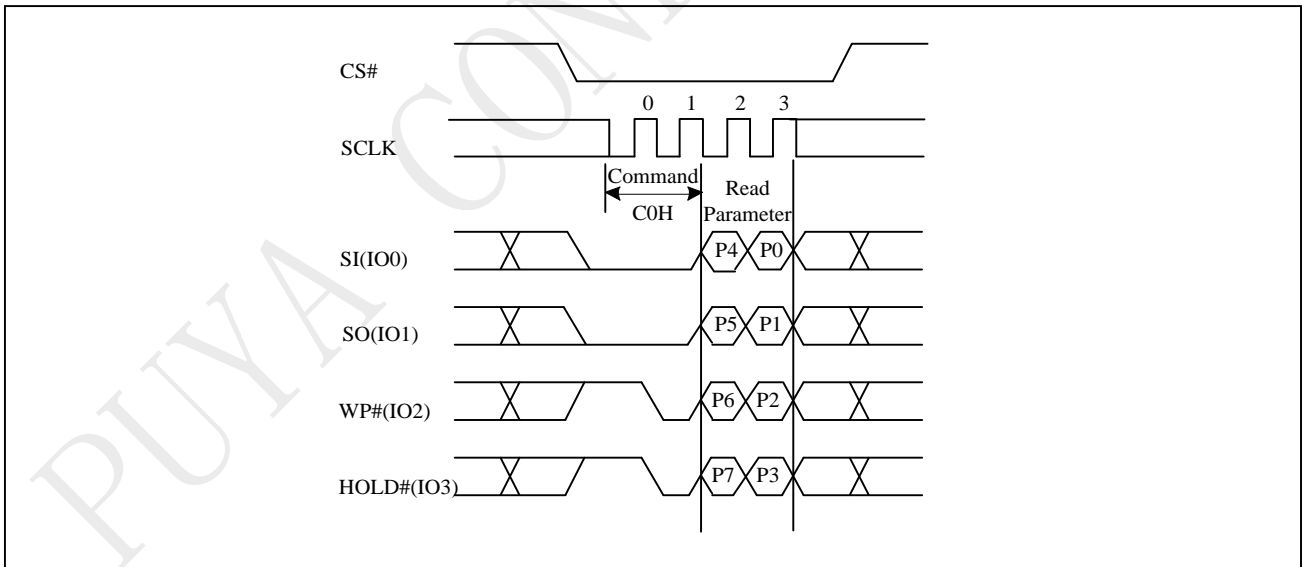 PUYA CON
CS#
0 1 2 3
SCLK
Command
C0H
Read
Parameter
SI(IO0) P4 P0
SO(IO1) P5 P1
WP#(IO2) P6 P2
HOLD#(IO3) P7 P3